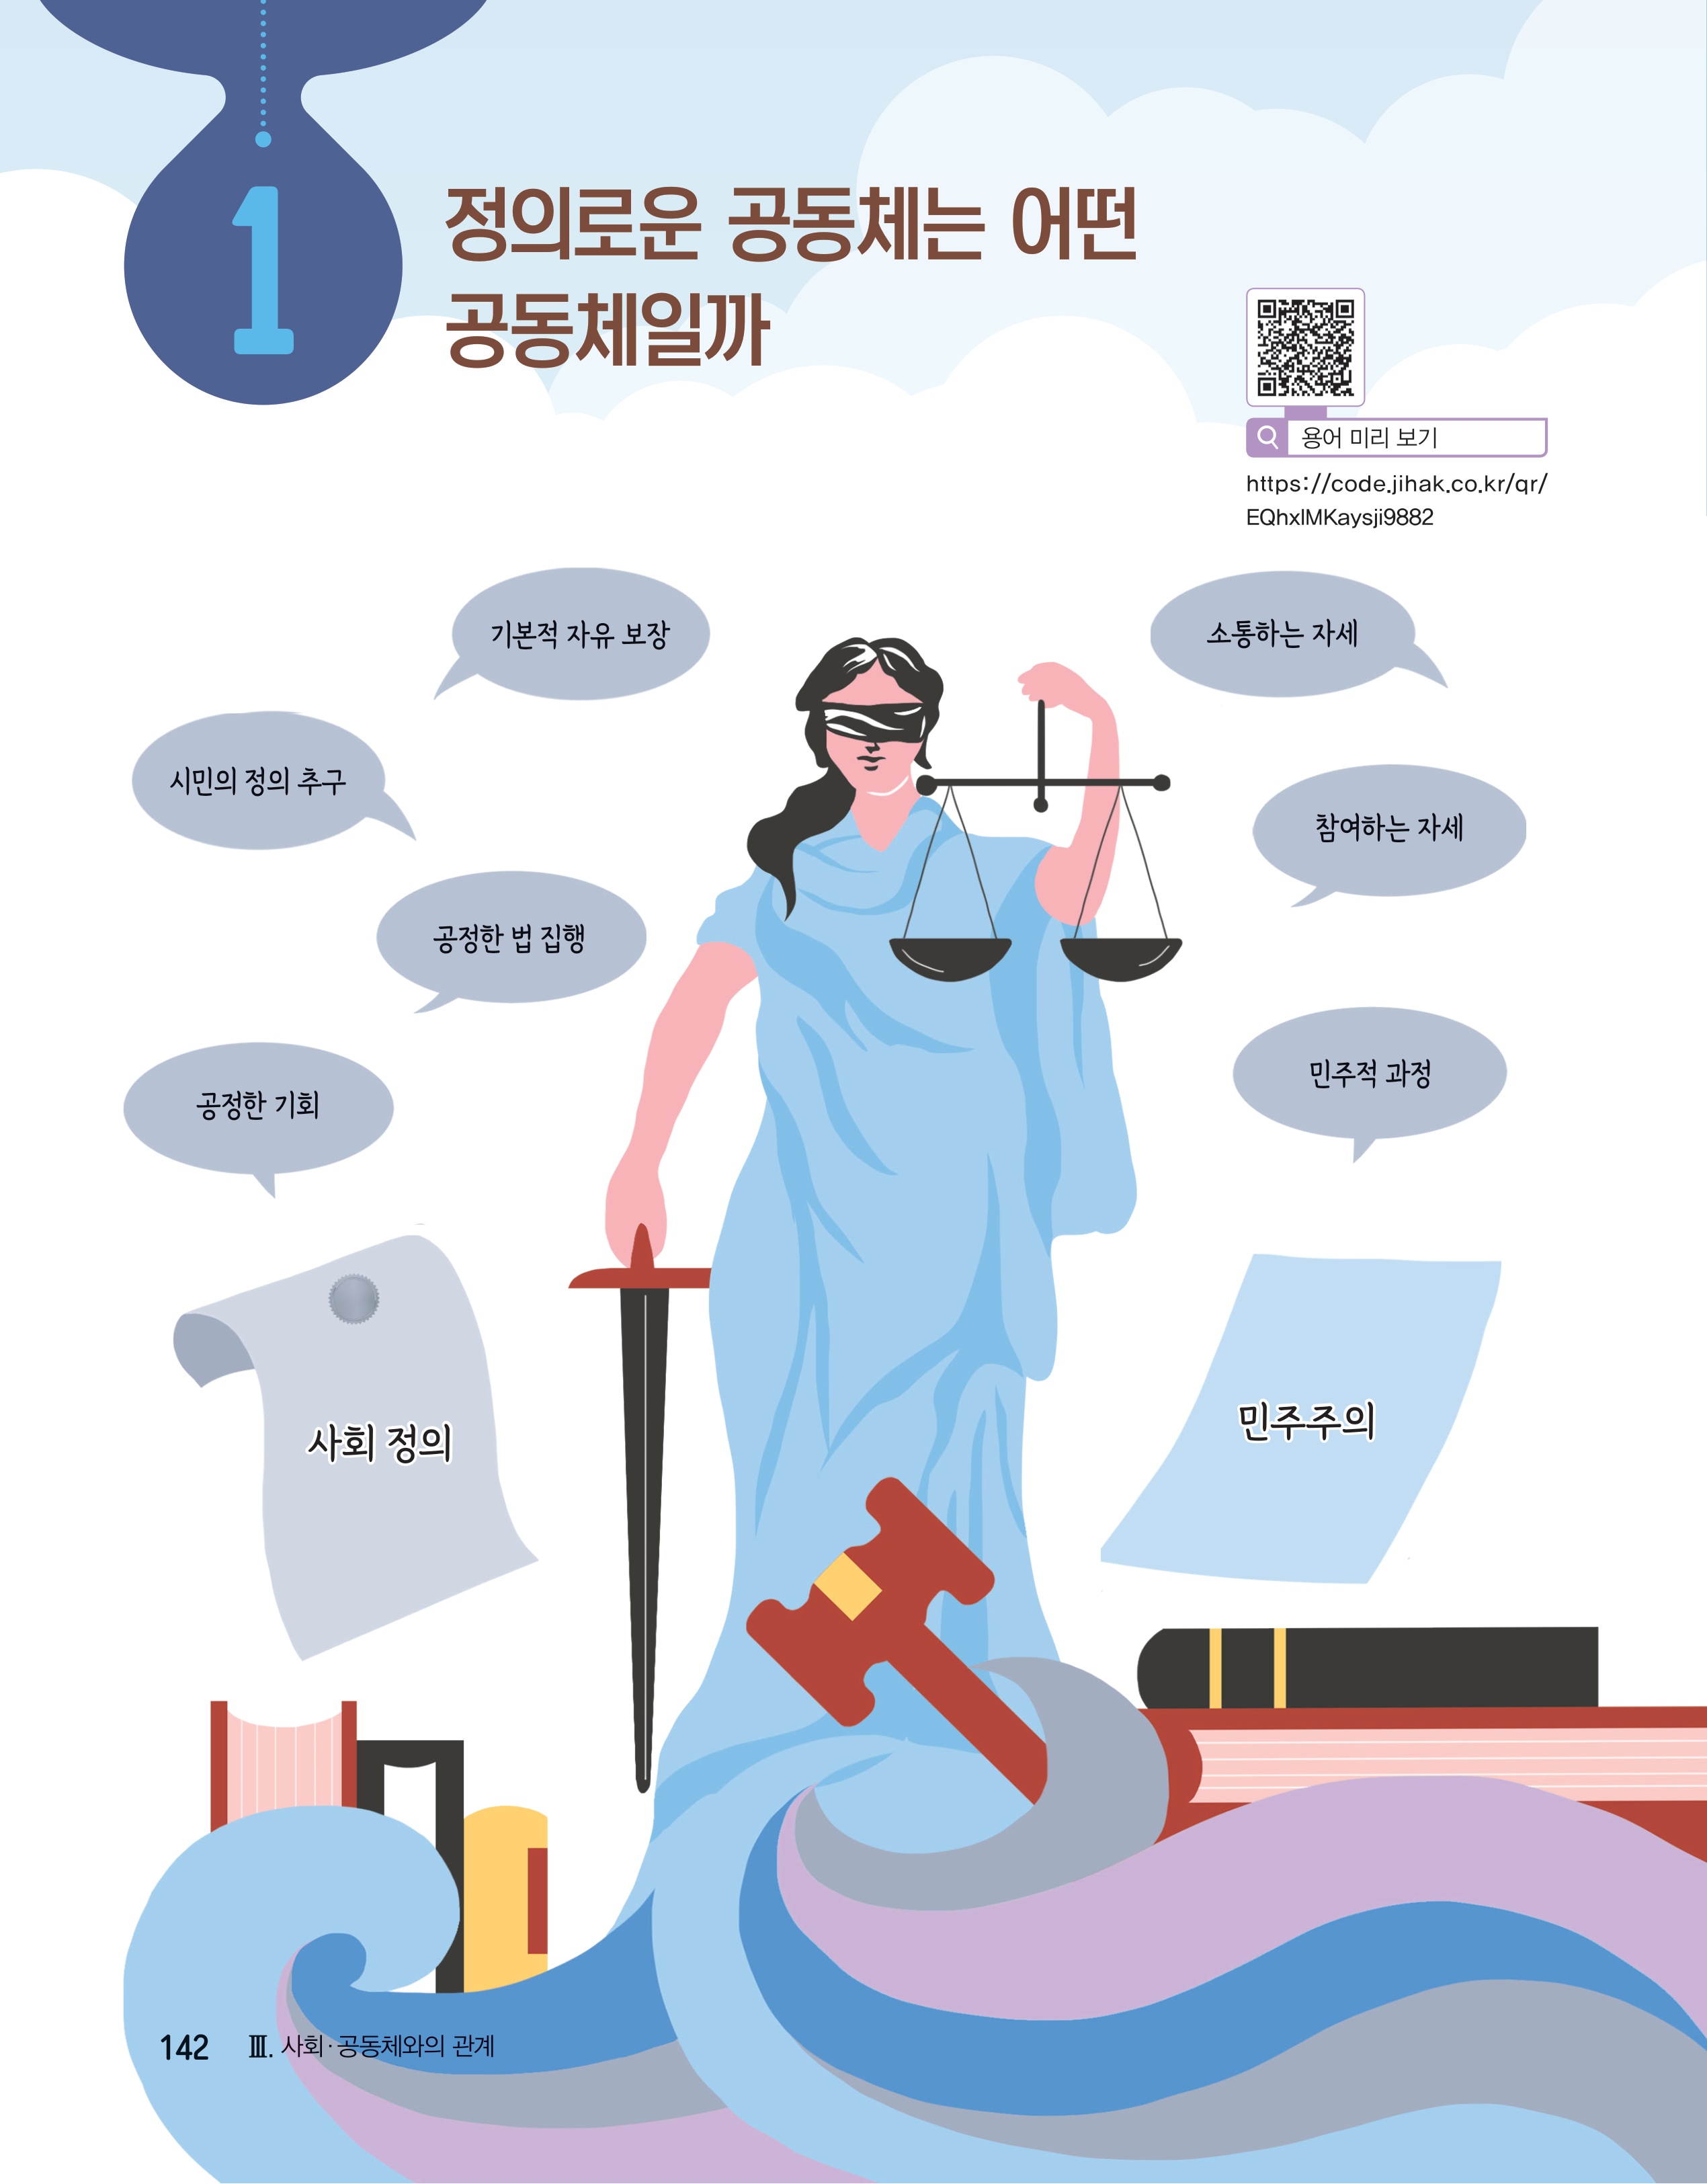 1
정의로운 공동체는 어떤
공동체일까
용어 미리 보기
https://code.jihak.co.kr/qr/
EQhxlMKaysji9882
기본적 자유 보장
소통하는 자세
시민의 정의 추구
참여하는 자세
공정한 법 집행
민주적 과정
공정한 기회
사회 정의
민주주의
142 Ⅲ. 사회·공동체와의 관계